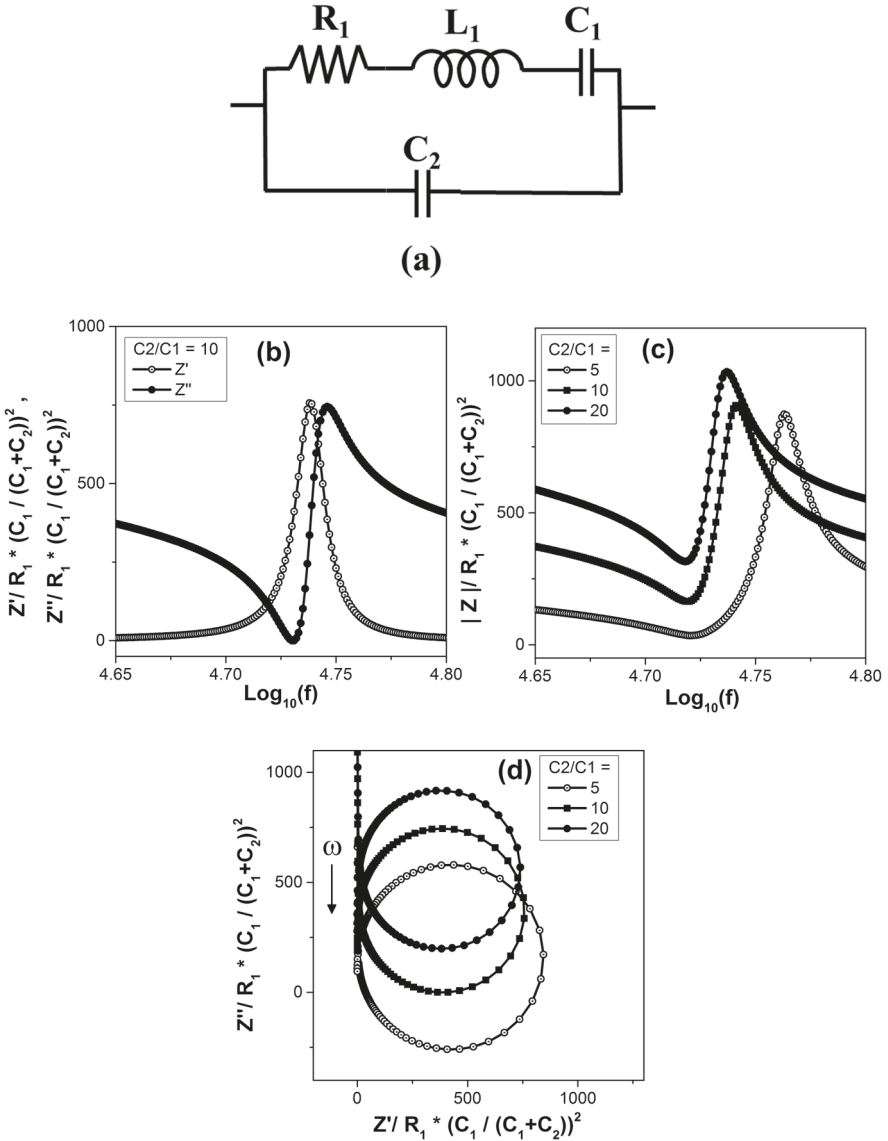 R₁ L₁ C₁
C₂
(a)
(b)
C2/C1 = 10
Z'
Z"
Z'/ R₁ * (C₁ / (C₁+C₂))² ,
Z"/ R₁ * (C₁ / (C₁+C₂))²
1000
500
0
4.65 4.70 4.75 4.80
Log₁₀(f)
(c)
C2/C1 =
5
10
20
| Z |/ R₁ * (C₁ / (C₁+C₂))²
1000
500
0
4.65 4.70 4.75 4.80
Log₁₀(f)
(d)
C2/C1 =
5
10
20
ω
Z"/ R₁ * (C₁ / (C₁+C₂))²
1000
500
0
0 500 1000
Z'/ R₁ * (C₁ / (C₁+C₂))²